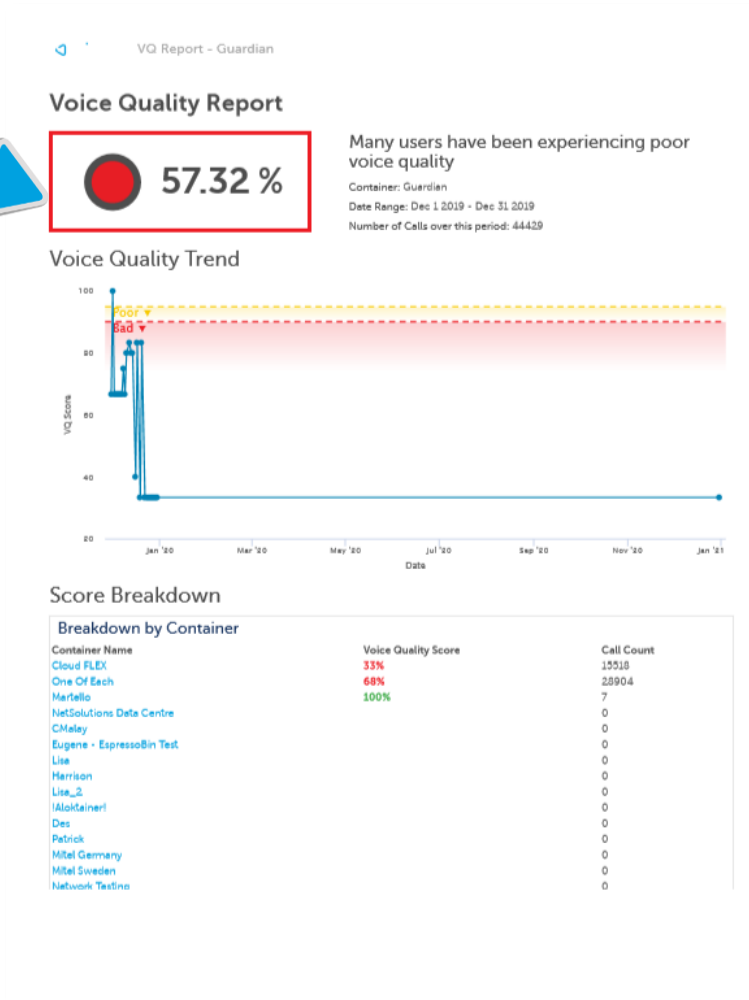 VQ Report - Guardian
Voice Quality Report
57.32 %
Many users have been experiencing poor
voice quality
Container: Guardian
Date Range: Dec 1 2019 - Dec 31 2019
Number of Calls over this period: 44429
Voice Quality Trend
100
Poor ▼
Bad ▼
80
VQ Score
60
40
20
Jan '20 Mar '20 May '20 Jul '20 Sep '20 Nov '20 Jan '21
Date
Score Breakdown
Breakdown by Container
Container Name Voice Quality Score Call Count
Cloud FLEX 33% 15518
One Of Each 68% 28904
Martello 100% 7
NetSolutions Data Centre 0
CMalay 0
Eugene - EspressoBin Test 0
Lisa 0
Harrison 0
Lisa_2 0
!Aloktainer! 0
Des 0
Patrick 0
Mitel Germany 0
Mitel Sweden 0
Network Testing 0